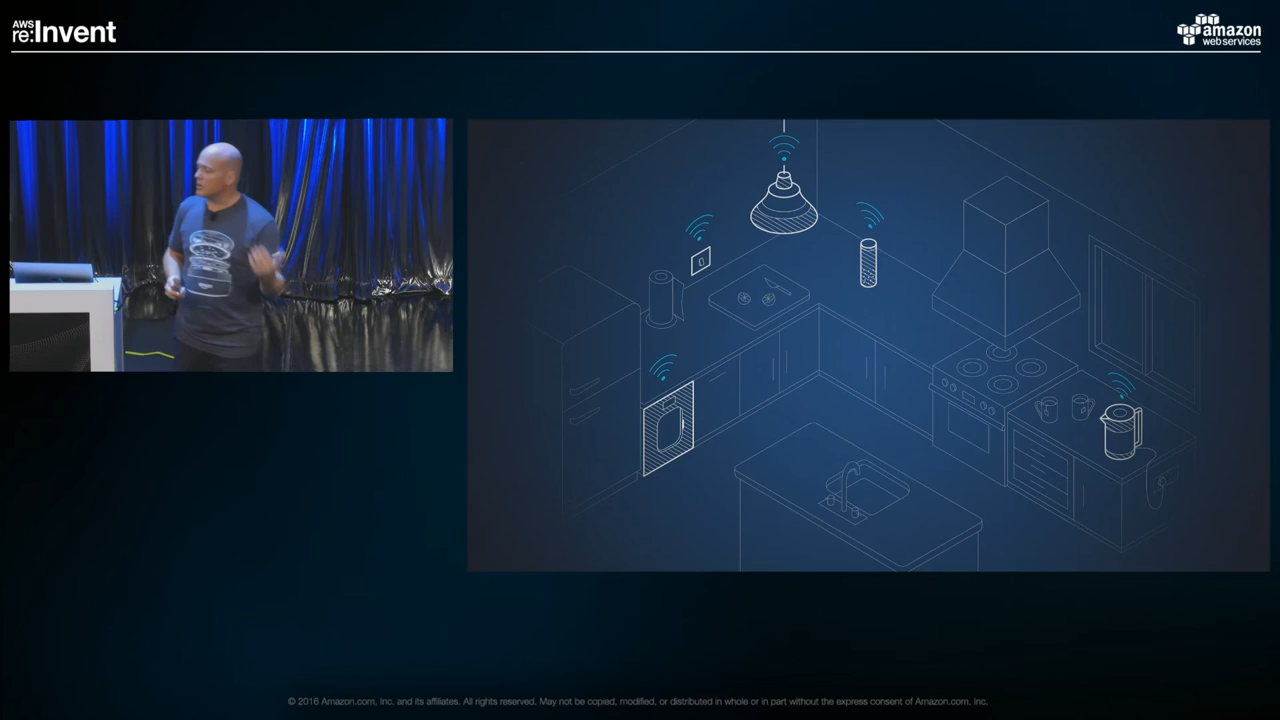 AWS
re:Invent
amazon
web services
© 2016 Amazon.com, Inc. and its affiliates. All rights reserved. May not be copied, modified, or distributed in whole or in part without the express consent of Amazon.com, Inc.